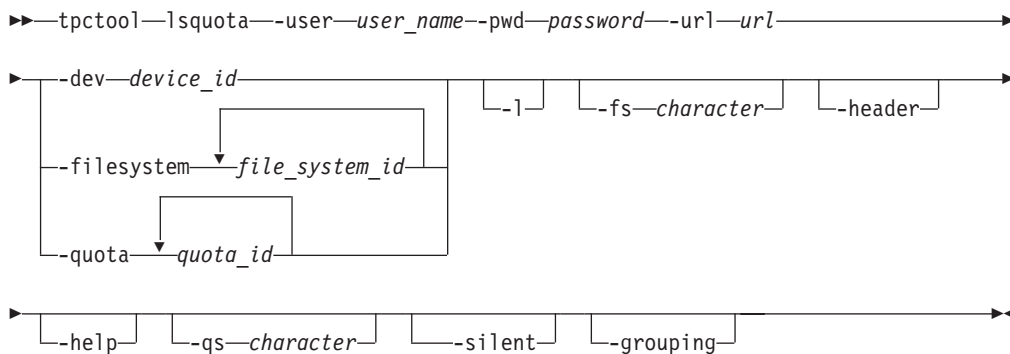 tpctool lsquota -user user_name -pwd password -url url
-dev device_id -l -fs character -header
-filesystem file_system_id
-quota quota_id
-help -qs character -silent -grouping